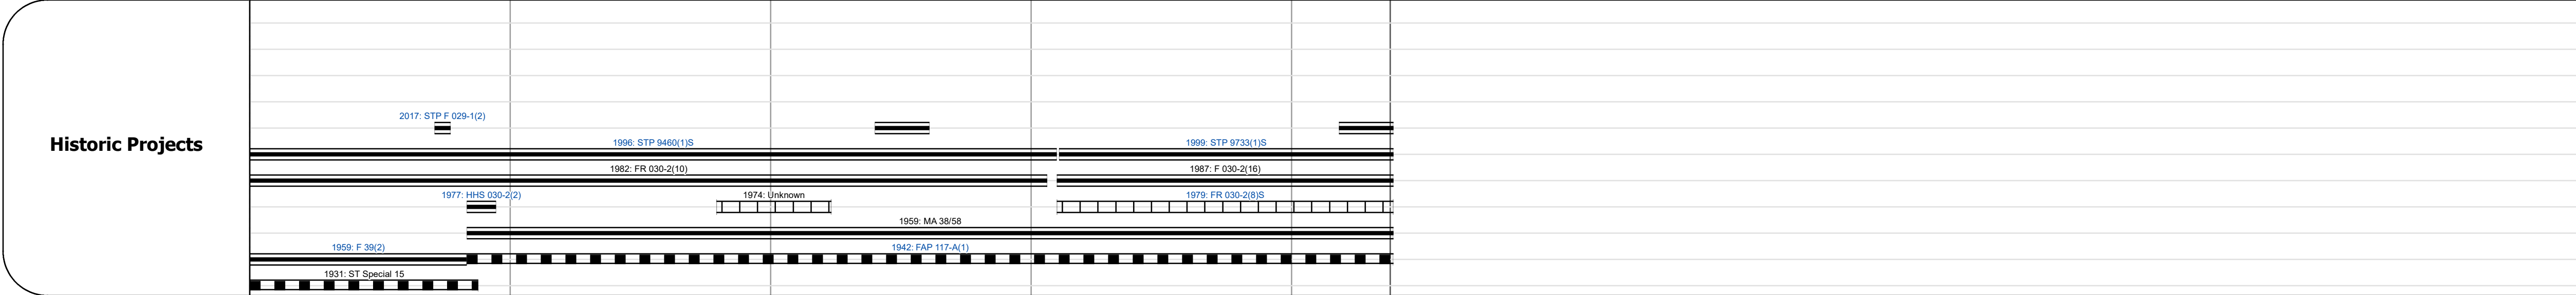 Historic Projects
2017: STP F 029-1(2)
1996: STP 9460(1)S
1999: STP 9733(1)S
1982: FR 030-2(10)
1987: F 030-2(16)
1977: HHS 030-2(2)
1974: Unknown
1979: FR 030-2(8)S
1959: MA 38/58
1959: F 39(2)
1942: FAP 117-A(1)
1931: ST Special 15